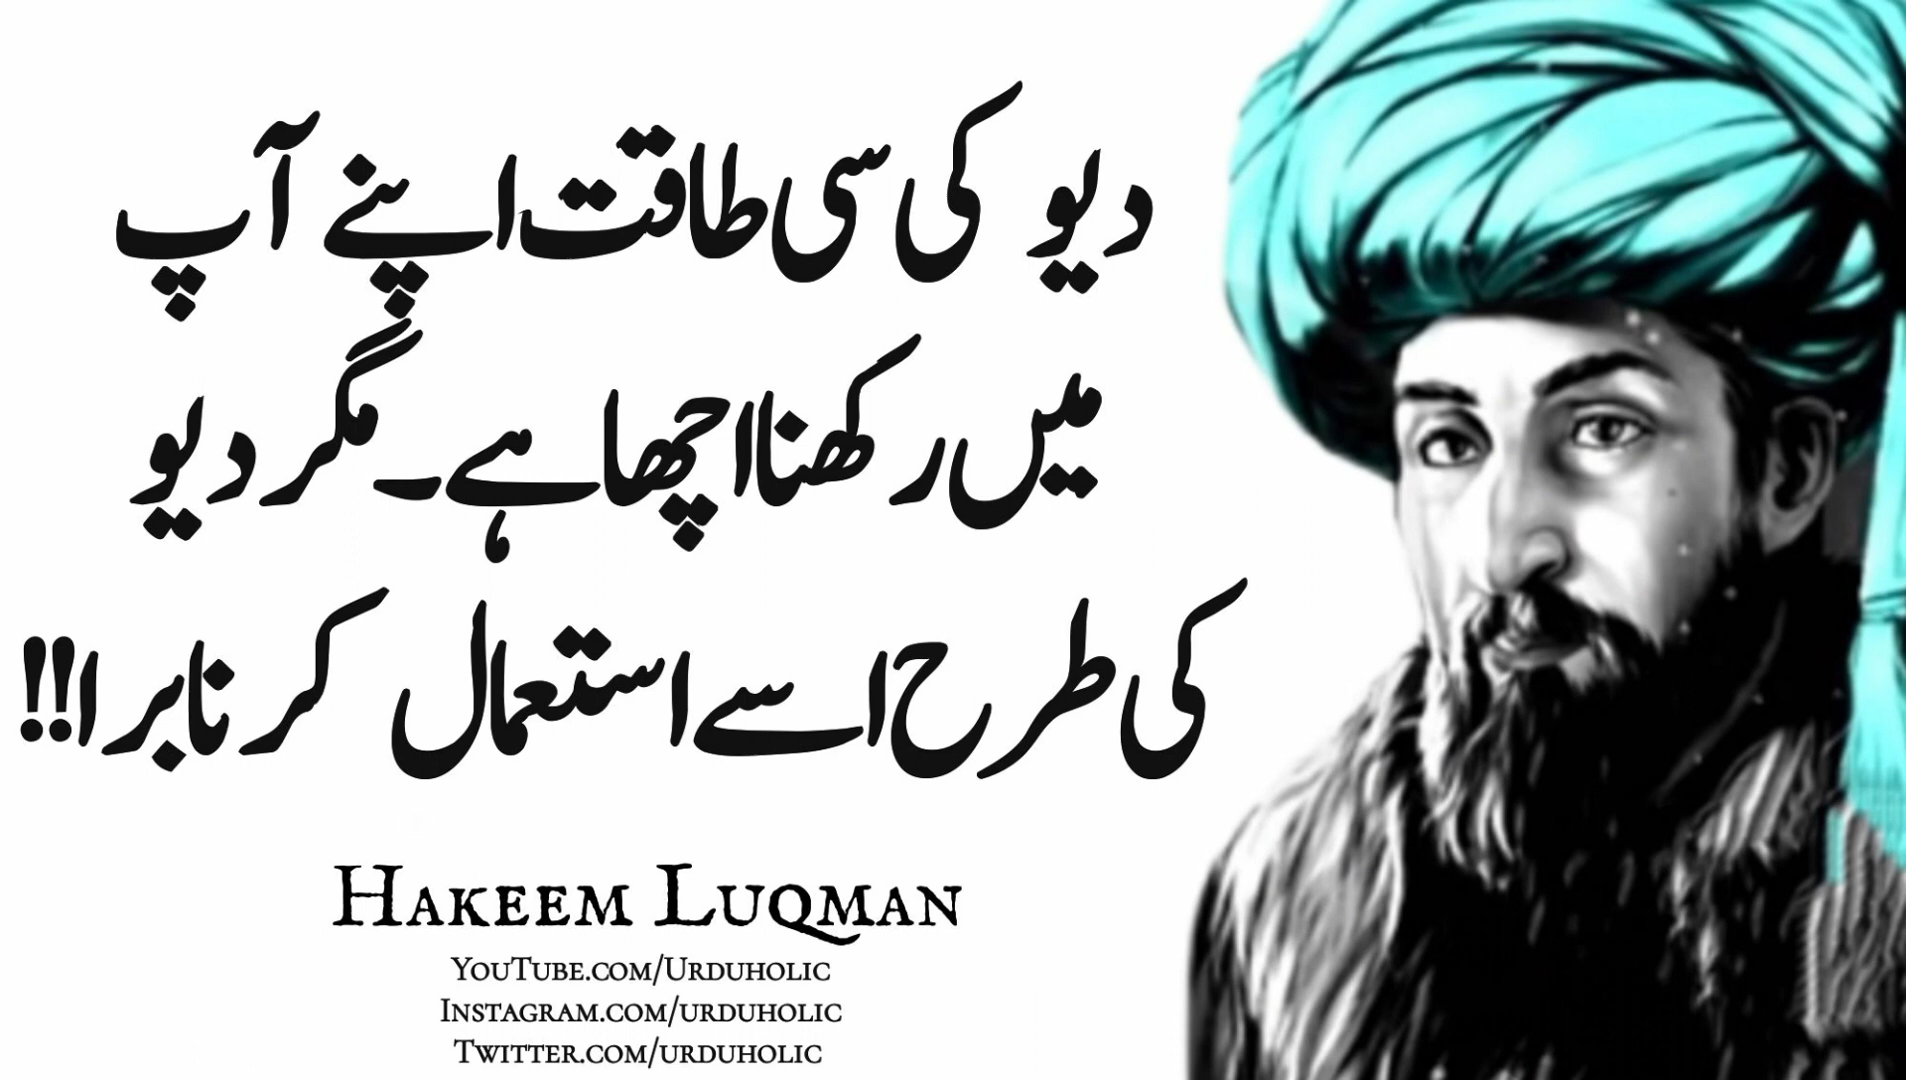 دیو کی سی طاقت اپنے آپ
میں رکھنا اچھا ہے۔ مگر دیو
کی طرح اسے استعمال کرنا برا!!
Hakeem Luqman
YouTube.com/Urduholic
Instagram.com/urduholic
Twitter.com/urduholic